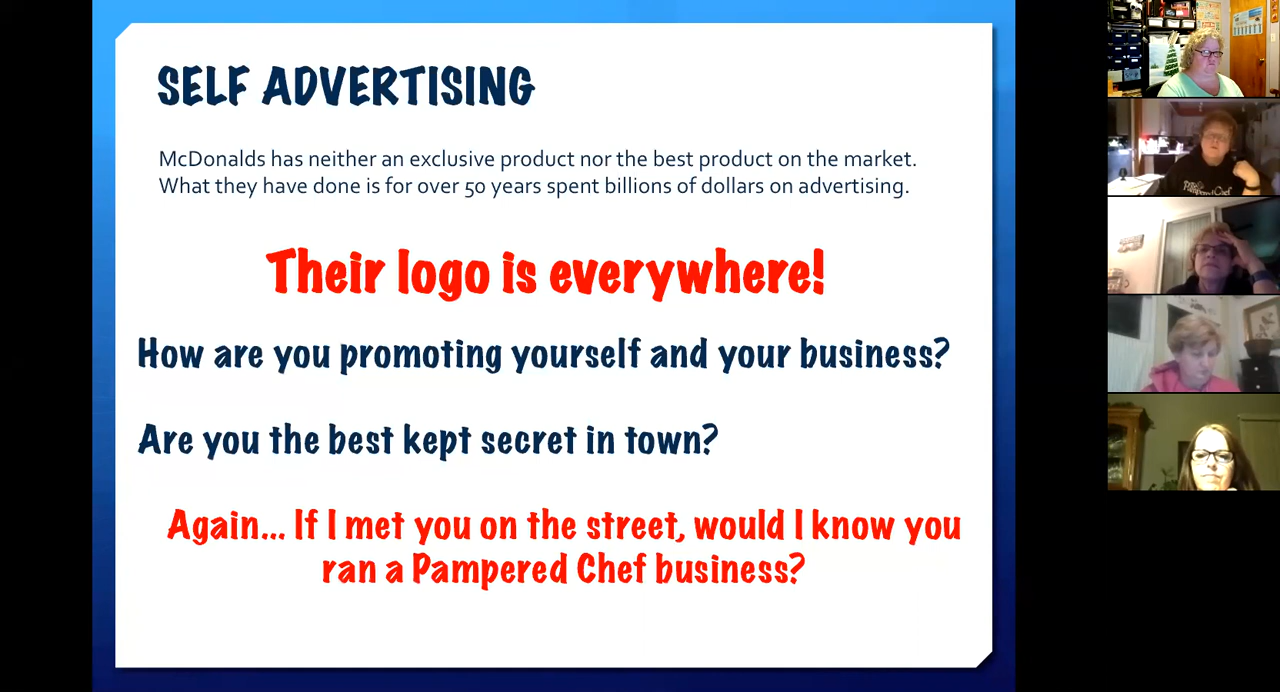 SELF ADVERTISING
McDonalds has neither an exclusive product nor the best product on the market.
What they have done is for over 50 years spent billions of dollars on advertising.
Their logo is everywhere!
How are you promoting yourself and your business?
Are you the best kept secret in town?
Again... If I met you on the street, would I know you
ran a Pampered Chef business?
Pampered Chef